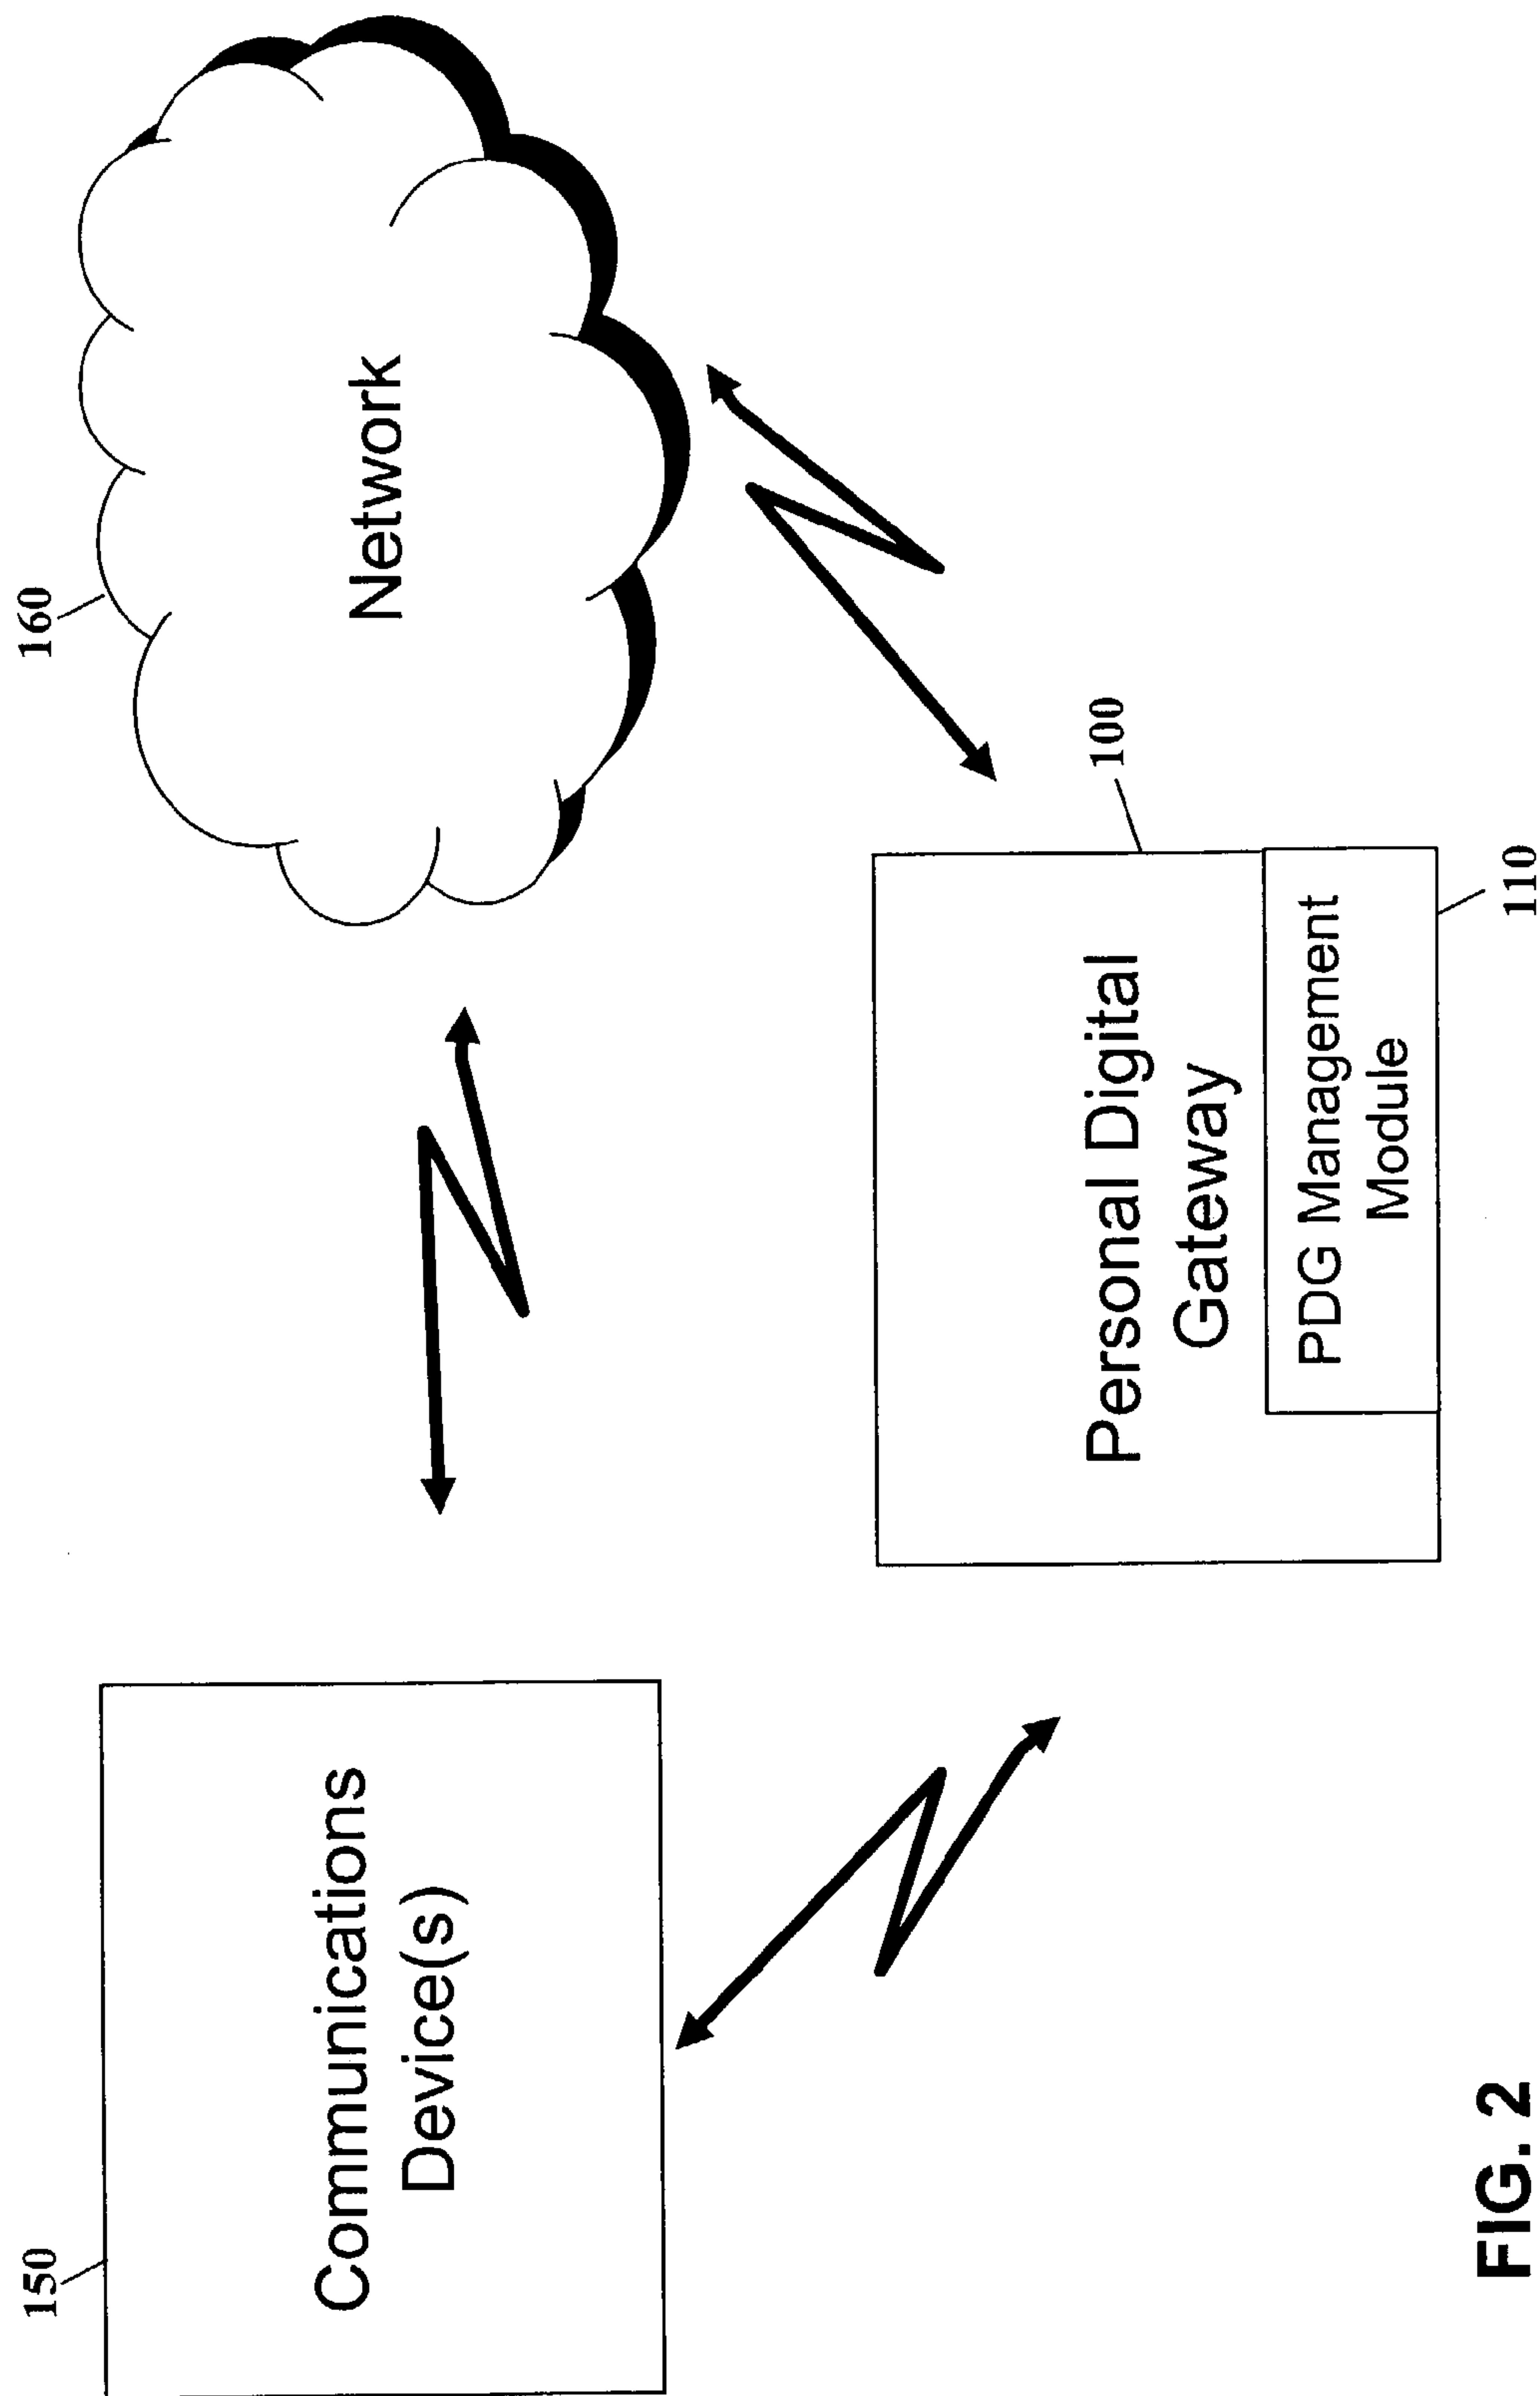 150
Communications
Device(s)
160
Network
100
Personal Digital
Gateway
PDG Management
Module
110
FIG. 2